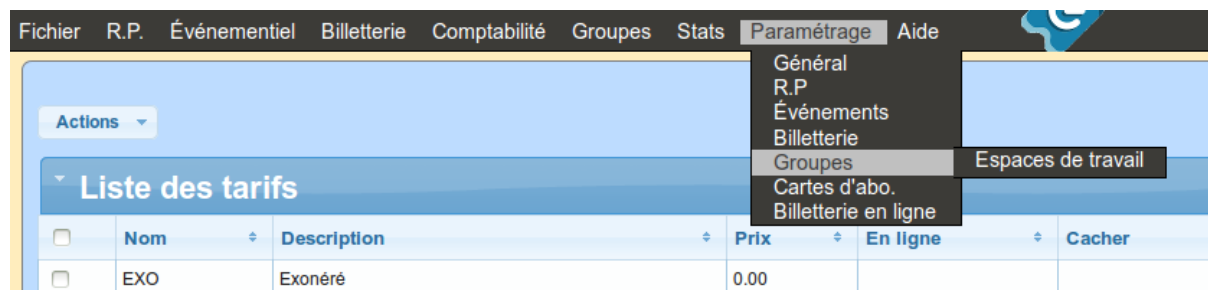 Fichier R.P. Événementiel Billetterie Comptabilité Groupes Stats Paramétrage Aide
Général
R.P
Événements
Billetterie
Groupes Espaces de travail
Cartes d'abo.
Billetterie en ligne
Actions
Liste des tarifs
Nom Description Prix En ligne Cacher
EXO Exonéré 0.00